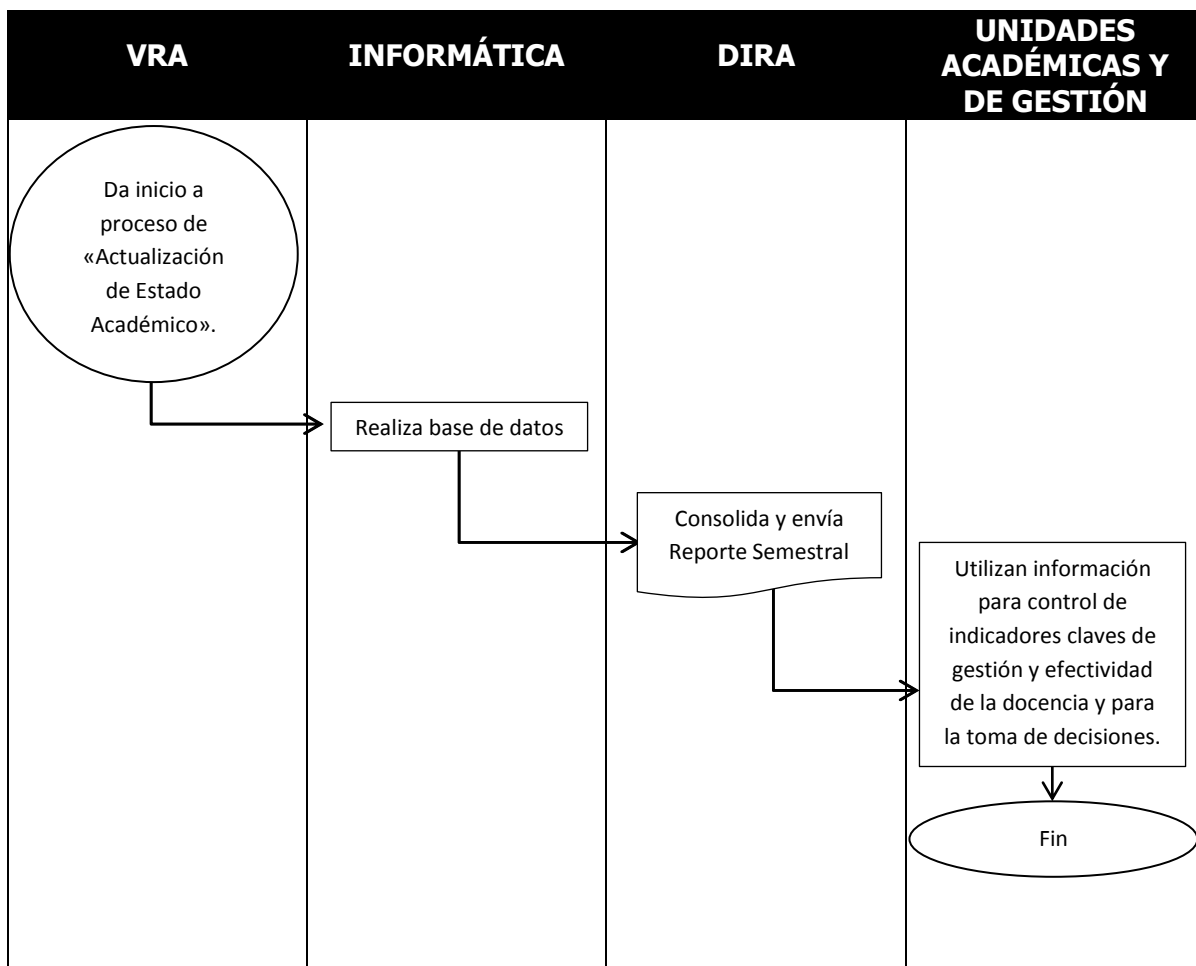 VRA
INFORMÁTICA
DIRA
UNIDADES
ACADÉMICAS Y
DE GESTIÓN
Da inicio a
proceso de
«Actualización
de Estado
Académico».
Realiza base de datos
Consolida y envía
Reporte Semestral
Utilizan información
para control de
indicadores claves de
gestión y efectividad
de la docencia y para
la toma de decisiones.
Fin